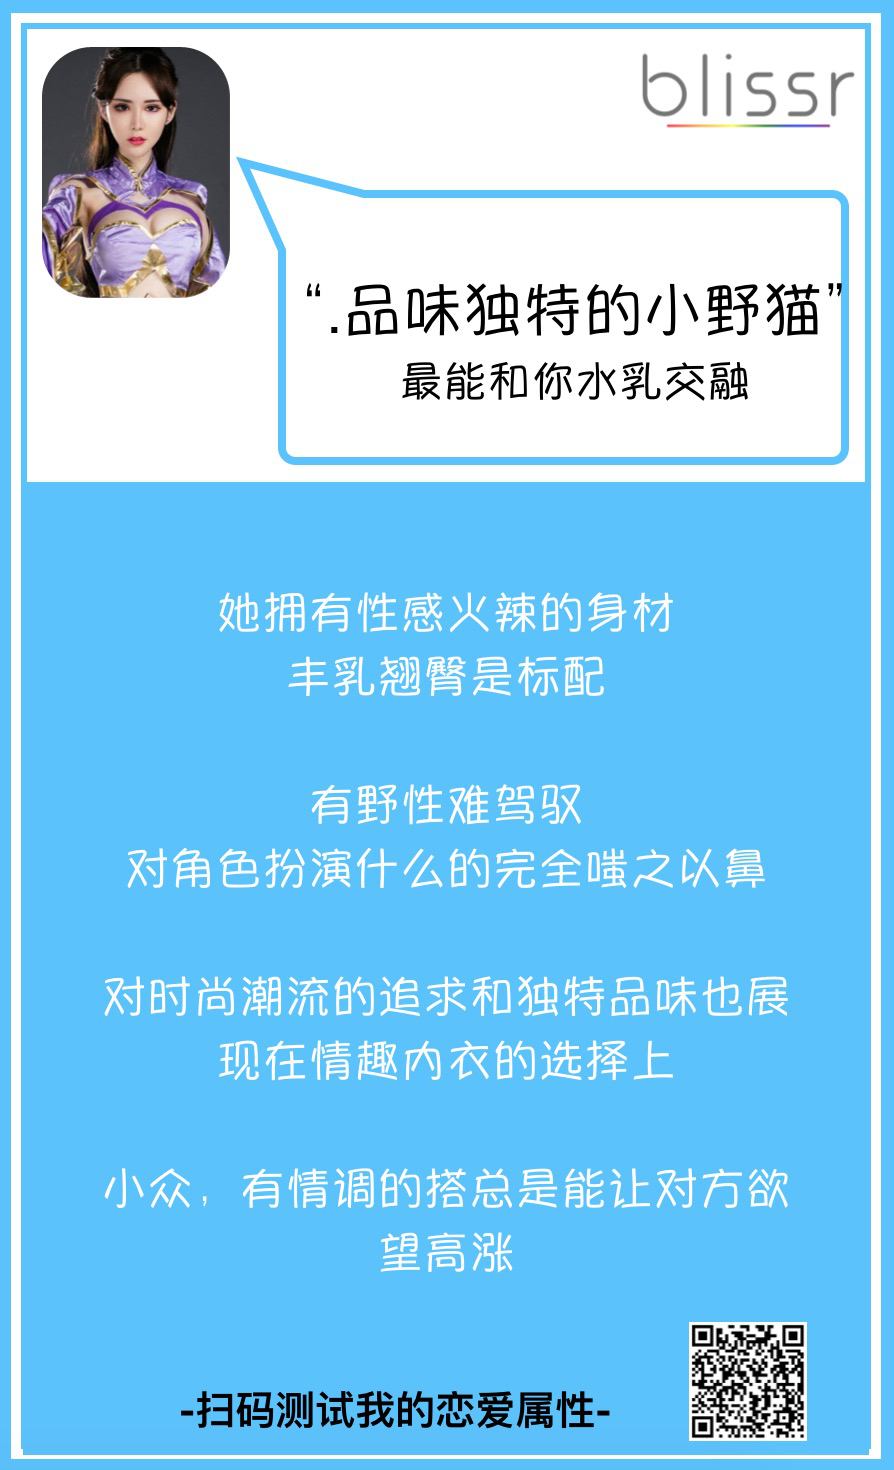 blissr
“.品味独特的小野猫”
最能和你水乳交融
她拥有性感火辣的身材
丰乳翘臀是标配
有野性难驾驭
对角色扮演什么的完全嗤之以鼻
对时尚潮流的追求和独特品味也展
现在情趣内衣的选择上
小众，有情调的搭总是能让对方欲
望高涨
-扫码测试我的恋爱属性-